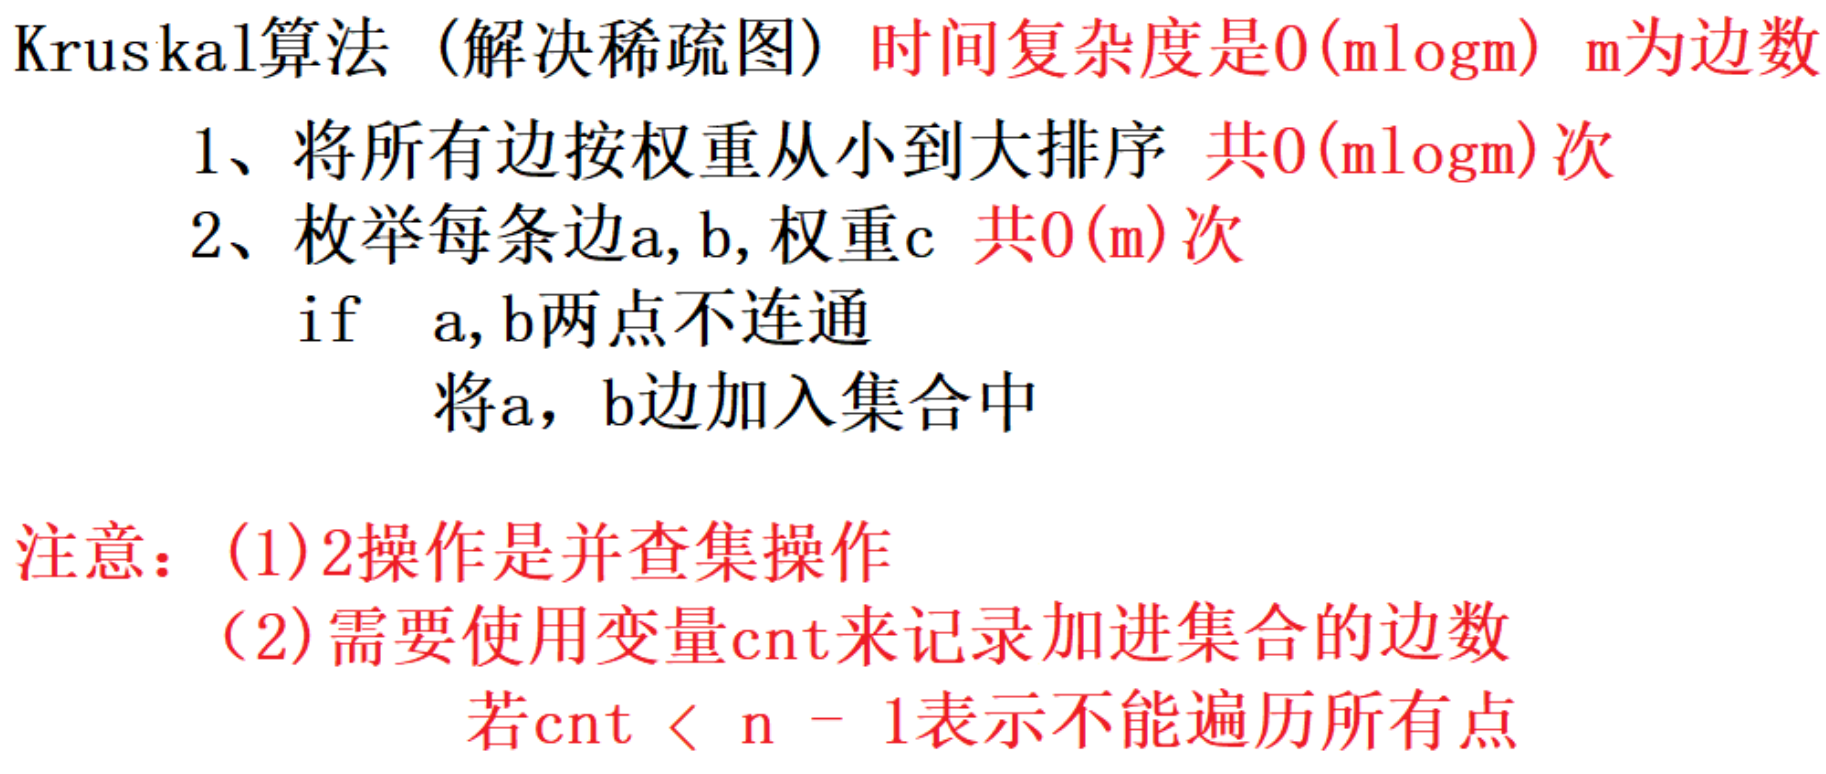 Kruskal算法 (解决稀疏图) 时间复杂度是O(mlogm) m为边数
1、将所有边按权重从小到大排序 共O(mlogm)次
2、枚举每条边a,b,权重c 共O(m)次
if a,b两点不连通
将a，b边加入集合中
注意：(1)2操作是并查集操作
（2)需要使用变量cnt来记录加进集合的边数
若cnt < n - 1表示不能遍历所有点